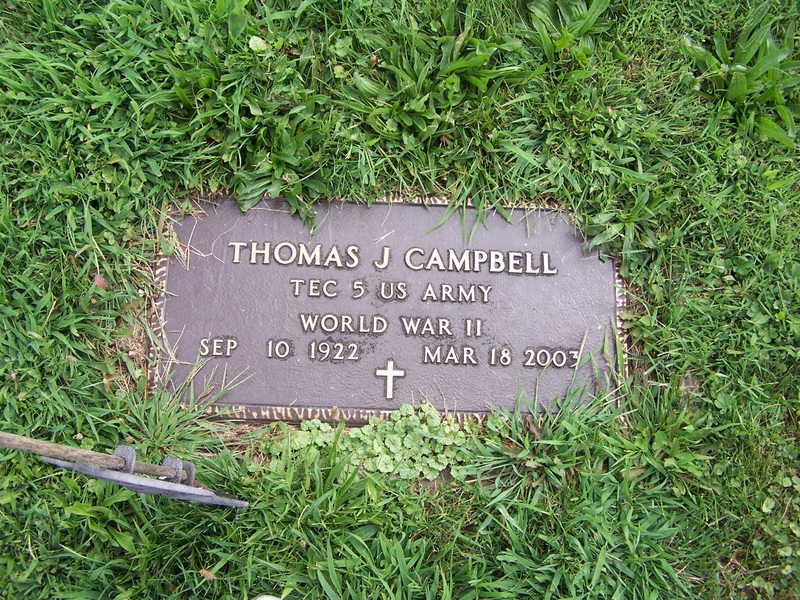 THOMAS J CAMPBELL
TEC 5 US ARMY
WORLD WAR II
SEP 10 1922 MAR 18 2003